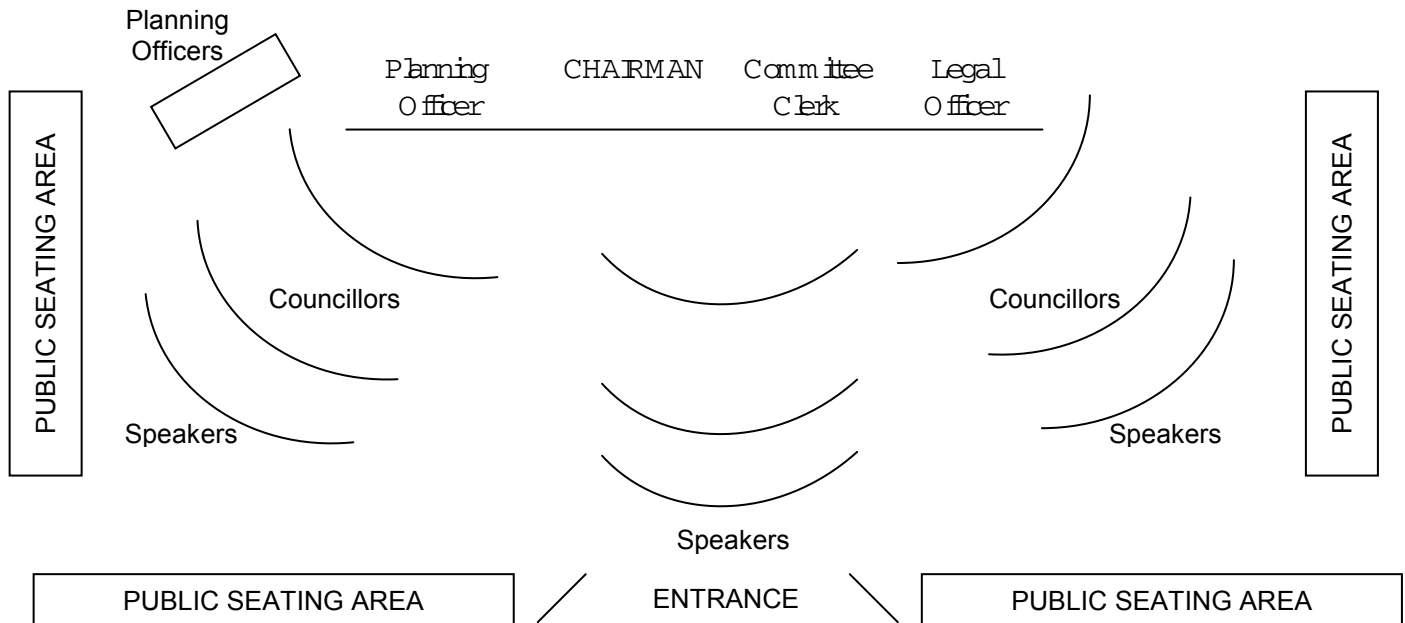 Planning
Officers
Planning
Officer
CHAIRMAN
Committee
Clerk
Legal
Officer
PUBLIC SEATING AREA
PUBLIC SEATING AREA
Councillors
Councillors
Speakers
Speakers
Speakers
PUBLIC SEATING AREA
ENTRANCE
PUBLIC SEATING AREA